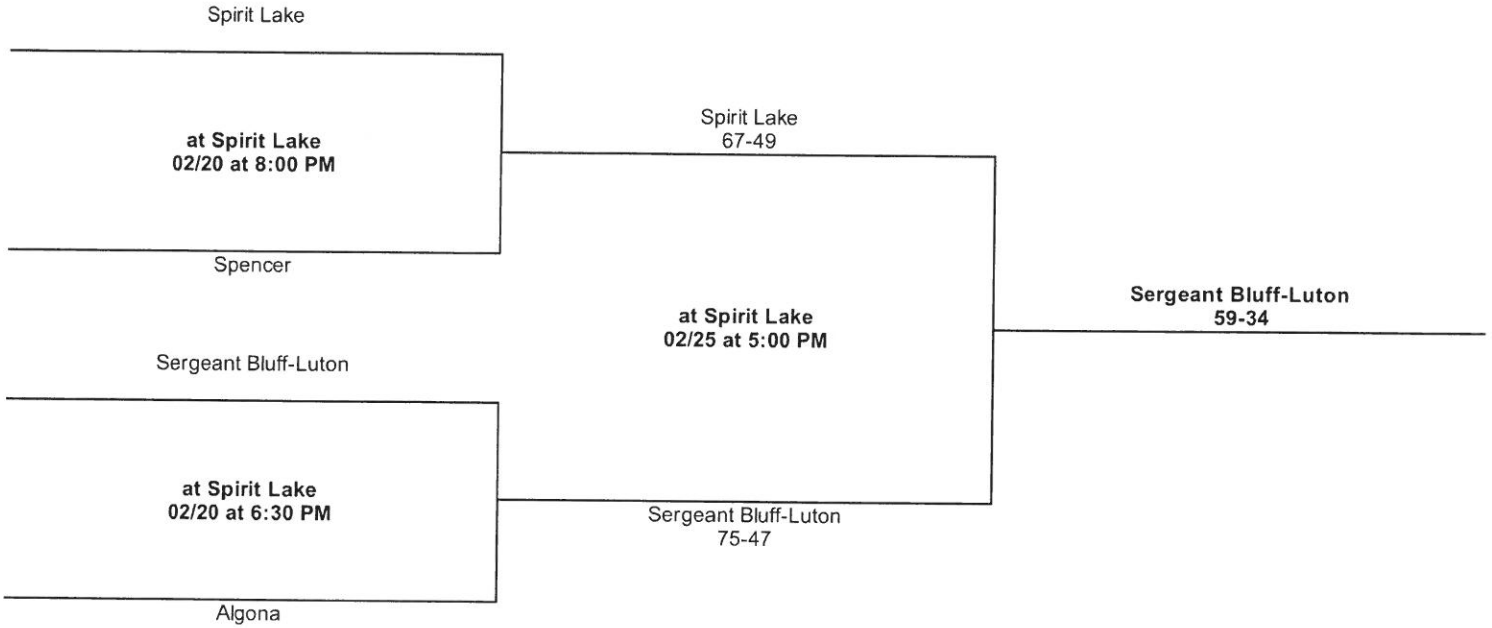 Spirit Lake
at Spirit Lake
02/20 at 8:00 PM
Spencer
Spirit Lake
67-49
Sergeant Bluff-Luton
at Spirit Lake
02/20 at 6:30 PM
Algona
Sergeant Bluff-Luton
75-47
at Spirit Lake
02/25 at 5:00 PM
Sergeant Bluff-Luton
59-34